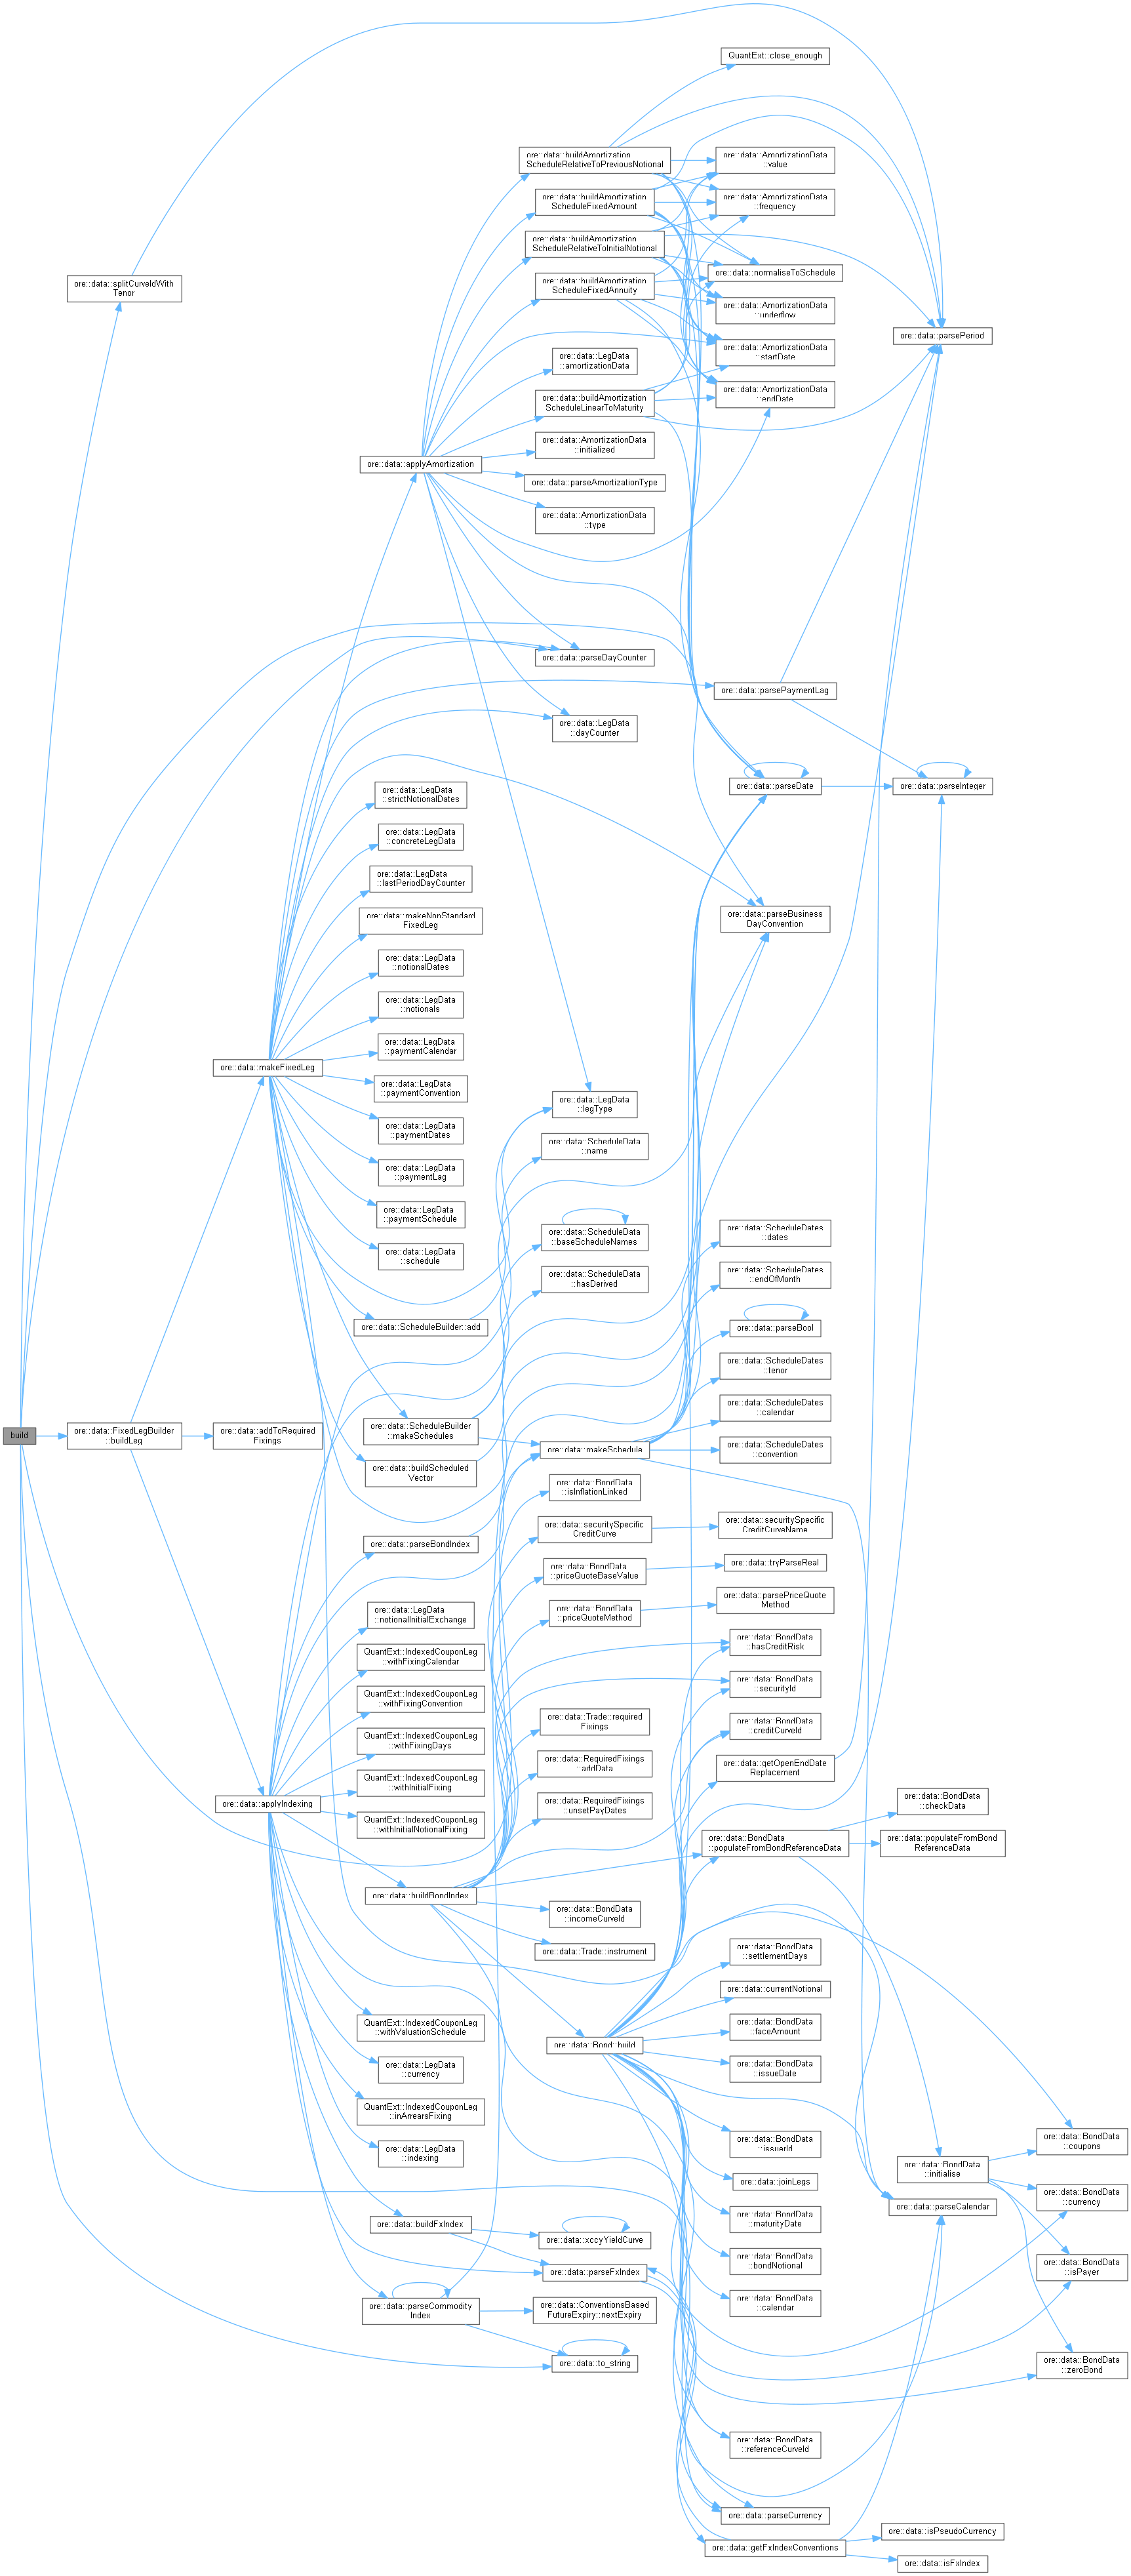 QuantExt::close_enough
ore::data::buildAmortization
ScheduleRelativeToPreviousNotional
ore::data::AmortizationData
::value
ore::data::buildAmortization
ScheduleFixedAmount
ore::data::AmortizationData
::frequency
ore::data::buildAmortization
ScheduleRelativeToInitialNotional
ore::data::normaliseToSchedule
ore::data::splitCurveIdWith
Tenor
ore::data::buildAmortization
ScheduleFixedAnnuity
ore::data::AmortizationData
::underflow
ore::data::parsePeriod
ore::data::AmortizationData
::startDate
ore::data::LegData
::amortizationData
ore::data::AmortizationData
::endDate
ore::data::buildAmortization
ScheduleLinearToMaturity
ore::data::AmortizationData
::initialized
ore::data::applyAmortization
ore::data::parseAmortizationType
ore::data::AmortizationData
::type
ore::data::parseDayCounter
ore::data::parsePaymentLag
ore::data::LegData
::dayCounter
ore::data::parseDate
ore::data::parseInteger
ore::data::LegData
::strictNotionalDates
ore::data::LegData
::concreteLegData
ore::data::LegData
::lastPeriodDayCounter
ore::data::makeNonStandard
FixedLeg
ore::data::parseBusiness
DayConvention
ore::data::LegData
::notionalDates
ore::data::LegData
::notionals
ore::data::LegData
::paymentCalendar
ore::data::makeFixedLeg
ore::data::LegData
::paymentConvention
ore::data::LegData
::legType
ore::data::LegData
::paymentDates
ore::data::ScheduleData
::name
ore::data::LegData
::paymentLag
ore::data::LegData
::paymentSchedule
ore::data::ScheduleDates
::dates
ore::data::ScheduleData
::baseScheduleNames
ore::data::LegData
::schedule
ore::data::ScheduleDates
::endOfMonth
ore::data::ScheduleData
::hasDerived
ore::data::ScheduleBuilder::add
ore::data::parseBool
ore::data::ScheduleDates
::tenor
ore::data::ScheduleDates
::calendar
build
ore::data::FixedLegBuilder
::buildLeg
ore::data::addToRequired
Fixings
ore::data::ScheduleBuilder
::makeSchedules
ore::data::makeSchedule
ore::data::ScheduleDates
::convention
ore::data::buildScheduled
Vector
ore::data::BondData
::isInflationLinked
ore::data::securitySpecific
CreditCurve
ore::data::securitySpecific
CreditCurveName
ore::data::parseBondIndex
ore::data::BondData
::priceQuoteBaseValue
ore::data::tryParseReal
ore::data::BondData
::priceQuoteMethod
ore::data::parsePriceQuote
Method
ore::data::LegData
::notionalInitialExchange
ore::data::BondData
::hasCreditRisk
QuantExt::IndexedCouponLeg
::withFixingCalendar
ore::data::BondData
::securityId
QuantExt::IndexedCouponLeg
::withFixingConvention
ore::data::Trade::required
Fixings
ore::data::BondData
::creditCurveId
QuantExt::IndexedCouponLeg
::withFixingDays
ore::data::RequiredFixings
::addData
ore::data::getOpenEndDate
Replacement
QuantExt::IndexedCouponLeg
::withInitialFixing
ore::data::RequiredFixings
::unsetPayDates
ore::data::BondData
::checkData
ore::data::applyIndexing
QuantExt::IndexedCouponLeg
::withInitialNotionalFixing
ore::data::BondData
::populateFromBondReferenceData
ore::data::populateFromBond
ReferenceData
ore::data::buildBondIndex
ore::data::BondData
::incomeCurveId
ore::data::Trade::instrument
ore::data::BondData
::settlementDays
ore::data::currentNotional
QuantExt::IndexedCouponLeg
::withValuationSchedule
ore::data::BondData
::faceAmount
ore::data::Bond::build
ore::data::BondData
::issueDate
ore::data::LegData
::currency
QuantExt::IndexedCouponLeg
::inArrearsFixing
ore::data::BondData
::issuerId
ore::data::BondData
::coupons
ore::data::LegData
::indexing
ore::data::joinLegs
ore::data::BondData
::initialise
ore::data::BondData
::currency
ore::data::parseCalendar
ore::data::BondData
::maturityDate
ore::data::buildFxIndex
ore::data::xccyYieldCurve
ore::data::BondData
::bondNotional
ore::data::BondData
::isPayer
ore::data::parseFxIndex
ore::data::BondData
::calendar
ore::data::parseCommodity
Index
ore::data::ConventionsBased
FutureExpiry::nextExpiry
ore::data::to_string
ore::data::BondData
::zeroBond
ore::data::BondData
::referenceCurveId
ore::data::parseCurrency
ore::data::isPseudoCurrency
ore::data::getFxIndexConventions
ore::data::isFxIndex